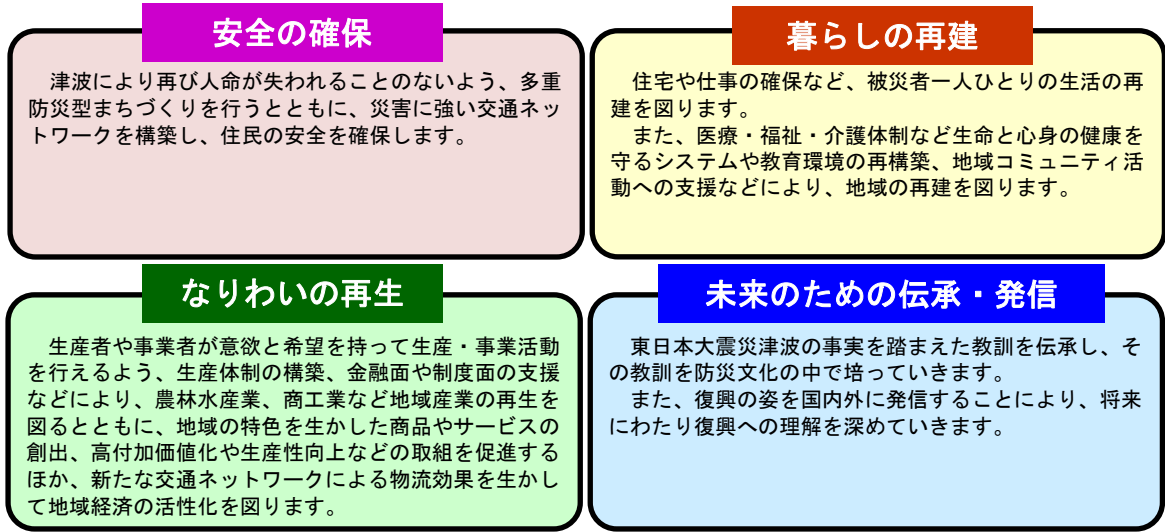 安全の確保
津波により再び人命が失われることのないよう、多重
防災型まちづくりを行うとともに、災害に強い交通ネッ
トワークを構築し、住民の安全を確保します。
暮らしの再建
住宅や仕事の確保など、被災者一人ひとりの生活の再
建を図ります。
また、医療・福祉・介護体制など生命と心身の健康を
守るシステムや教育環境の再構築、地域コミュニティ活
動への支援などにより、地域の再建を図ります。
なりわいの再生
生産者や事業者が意欲と希望を持って生産・事業活動
を行えるよう、生産体制の構築、金融面や制度面の支援
などにより、農林水産業、商工業など地域産業の再生を
図るとともに、地域の特色を生かした商品やサービスの
創出、高付加価値化や生産性向上などの取組を促進する
ほか、新たな交通ネットワークによる物流効果を生かし
て地域経済の活性化を図ります。
未来のための伝承・発信
東日本大震災津波の事実を踏まえた教訓を伝承し、そ
の教訓を防災文化の中で培っていきます。
また、復興の姿を国内外に発信することにより、将来
にわたり復興への理解を深めていきます。